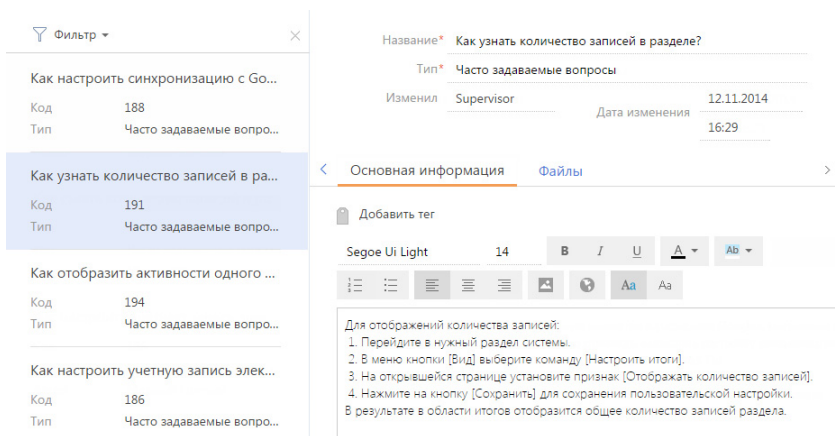 Фильтр
Как настроить синхронизацию с Go...
Код 188
Тип Часто задаваемые вопро...
Как узнать количество записей в ра...
Код 191
Тип Часто задаваемые вопро...
Как отобразить активности одного ...
Код 194
Тип Часто задаваемые вопро...
Как настроить учетную запись элек...
Код 186
Тип Часто задаваемые вопро...
Название* Как узнать количество записей в разделе?
Тип* Часто задаваемые вопросы
Изменил Supervisor Дата изменения 12.11.2014
16:29
Основная информация Файлы
Добавить тег
Segoe Ui Light 14 B I U A Ab
Aa Aa
Для отображений количества записей:
1. Перейдите в нужный раздел системы.
2. В меню кнопки [Вид] выберите команду [Настроить итоги].
3. На открывшейся странице установите признак [Отображать количество записей].
4. Нажмите на кнопку [Сохранить] для сохранения пользовательской настройки.
В результате в области итогов отобразится общее количество записей раздела.